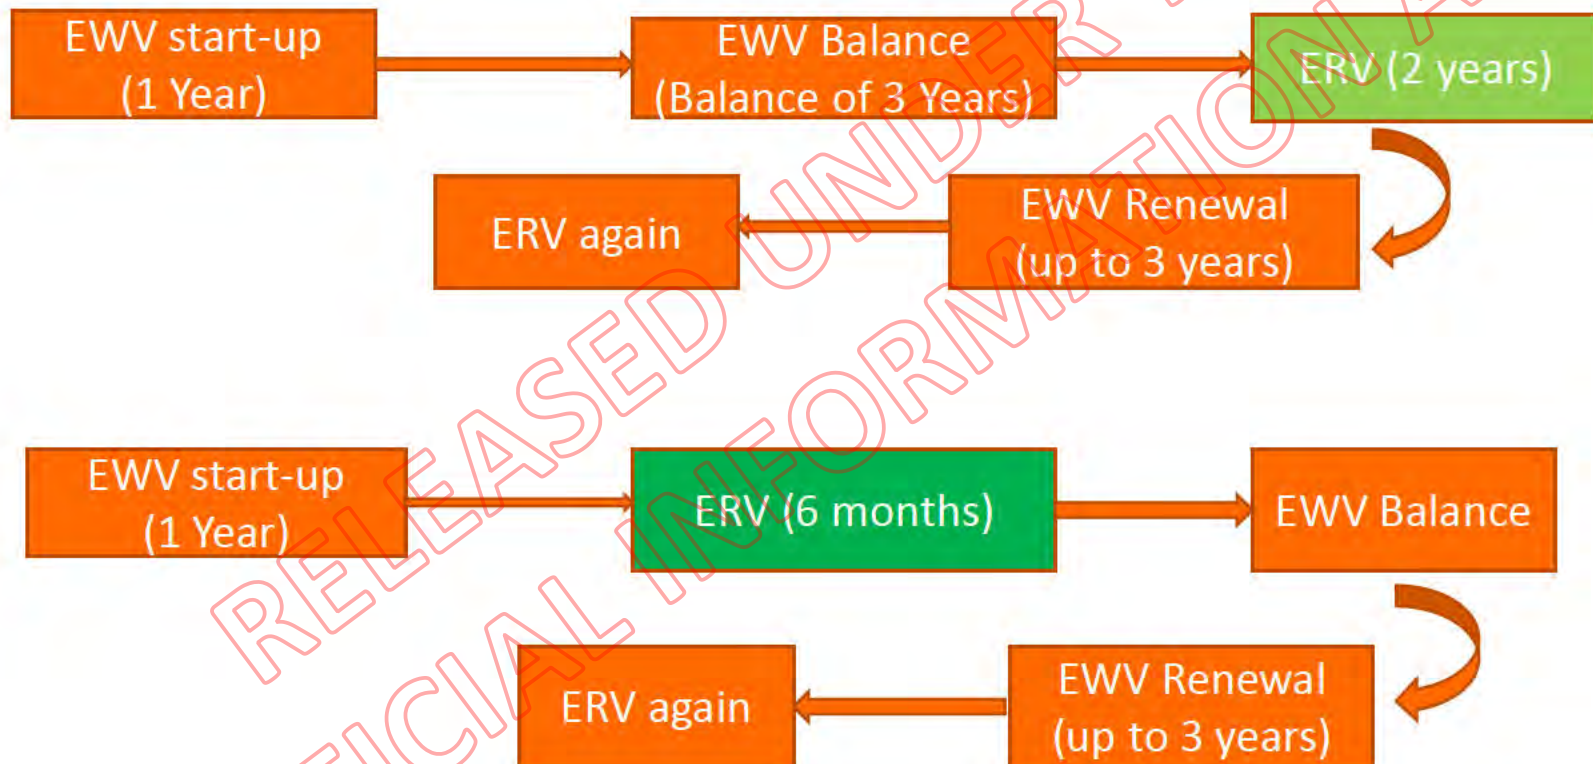 EWV start-up
(1 Year)
EWV Balance
(Balance of 3 Years)
ERV (2 years)
ERV again
EWV Renewal
(up to 3 years)
EWV start-up
(1 Year)
ERV (6 months)
EWV Balance
ERV again
EWV Renewal
(up to 3 years)
RELEASED UNDER
INFORMATION